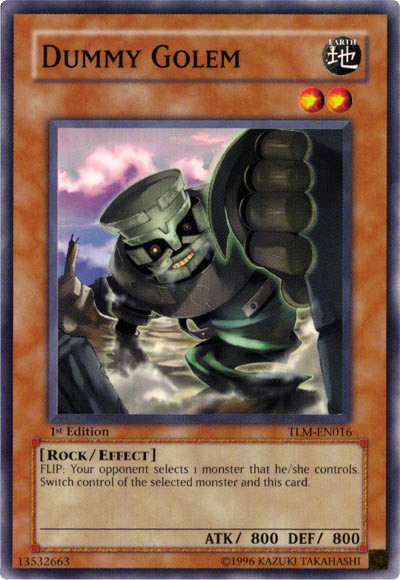 DUMMY GOLEM
EARTH
地
1st Edition
TLM-EN016
[ROCK/EFFECT]
FLIP: Your opponent selects 1 monster that he/she controls.
Switch control of the selected monster and this card.
ATK/ 800 DEF/ 800
13532663
©1996 KAZUKI TAKAHASHI